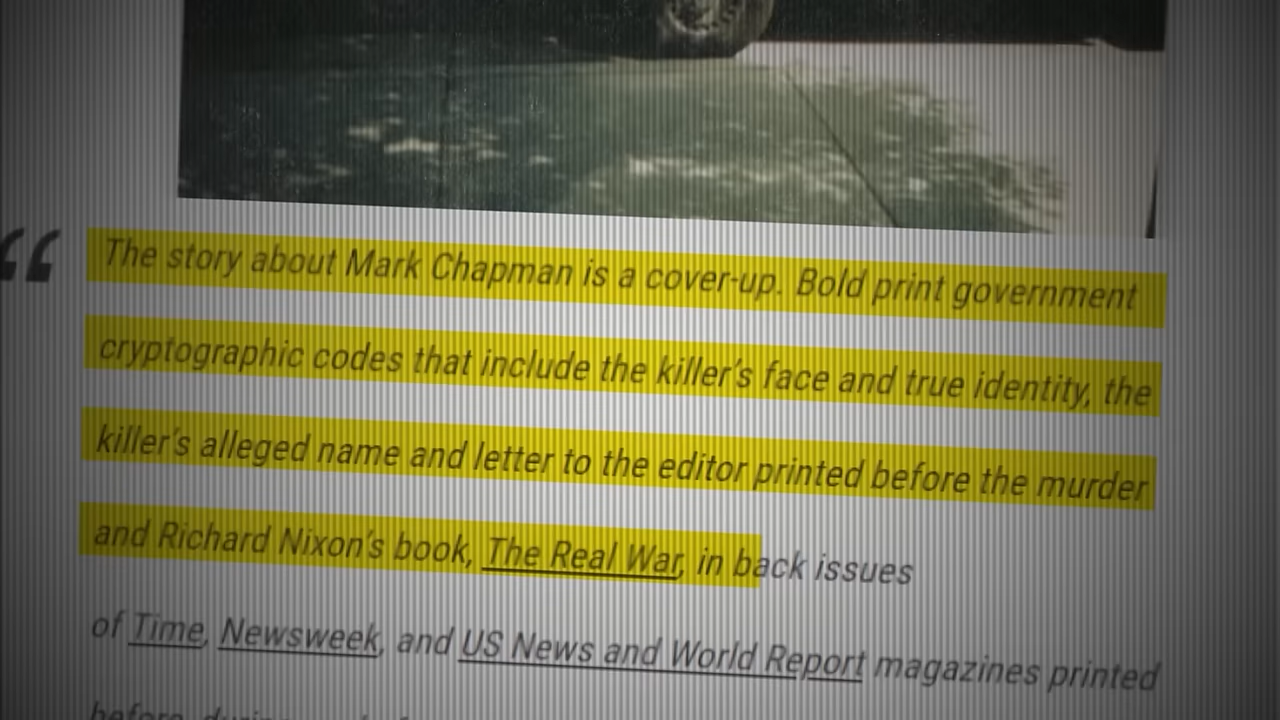 “
The story about Mark Chapman is a cover-up. Bold print government
cryptographic codes that include the killer’s face and true identity, the
killer’s alleged name and letter to the editor printed before the murder
and Richard Nixon’s book, The Real War, in back issues
of Time, Newsweek, and US News and World Report magazines printed
before, during